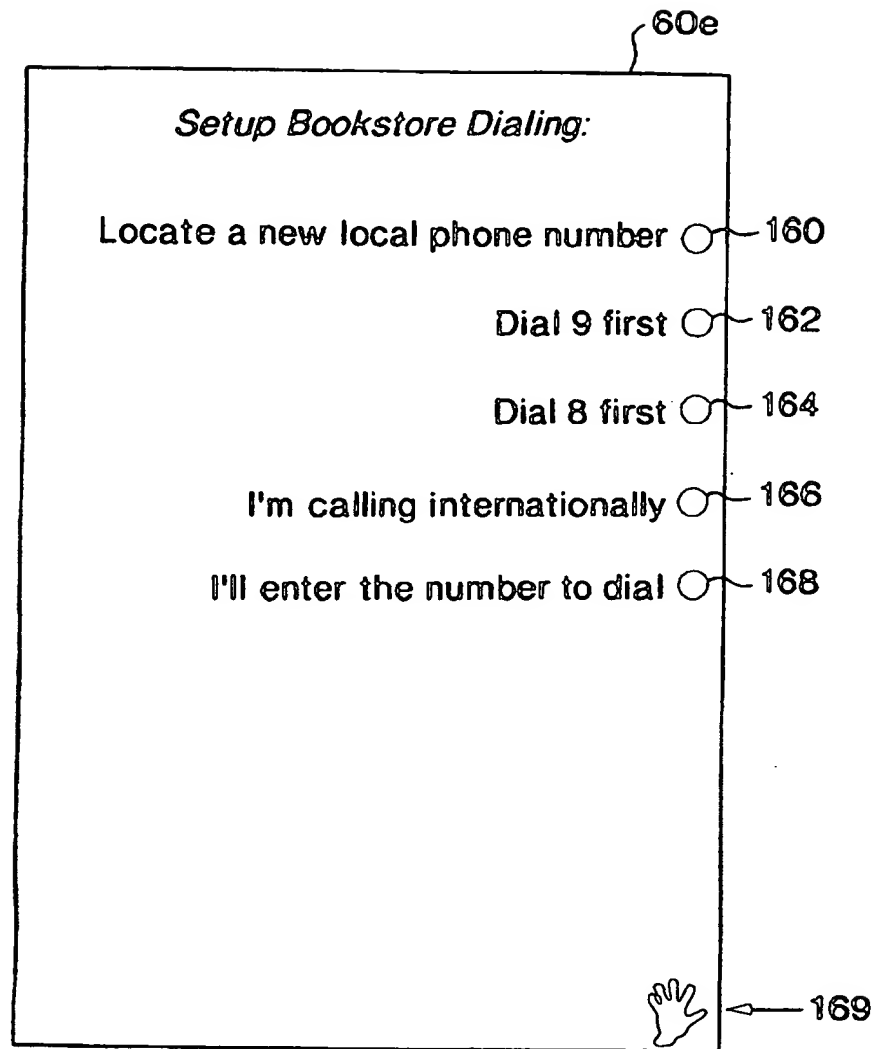 60e
Setup Bookstore Dialing:
Locate a new local phone number 160
Dial 9 first 162
Dial 8 first 164
I'm calling internationally 166
I'll enter the number to dial 168
169